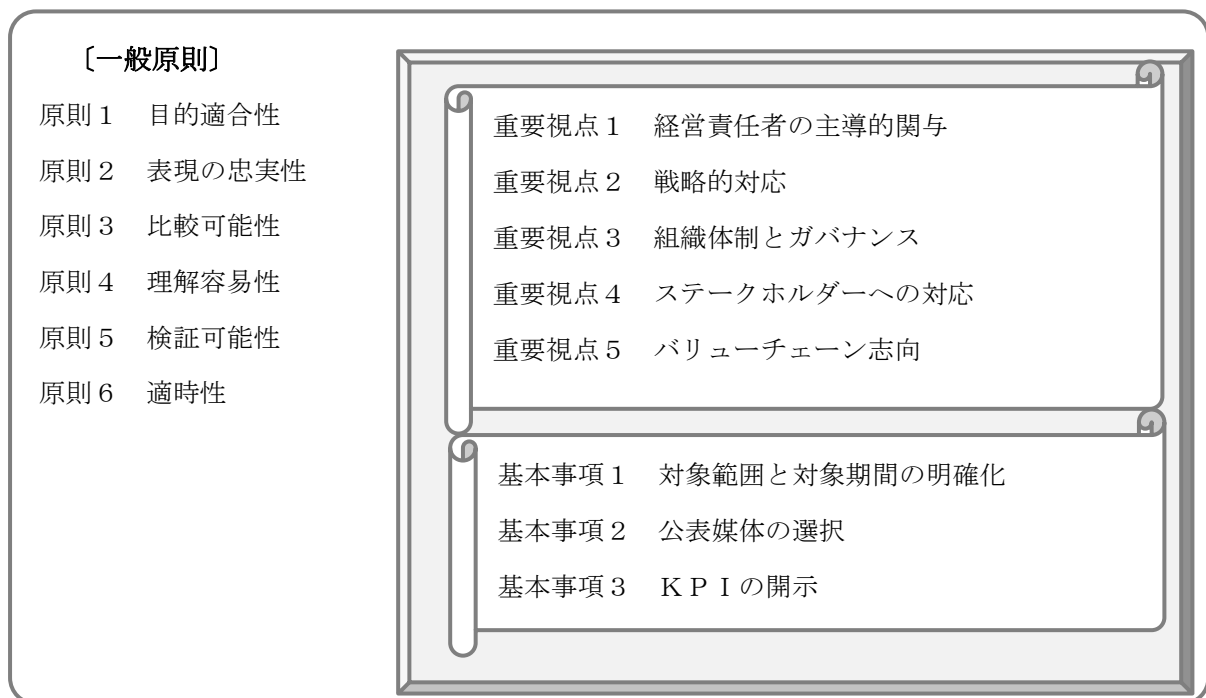 〔一般原則〕
原則１　目的適合性
原則２　表現の忠実性
原則３　比較可能性
原則４　理解容易性
原則５　検証可能性
原則６　適時性
重要視点１　経営責任者の主導的関与
重要視点２　戦略的対応
重要視点３　組織体制とガバナンス
重要視点４　ステークホルダーへの対応
重要視点５　バリューチェーン志向
基本事項１　対象範囲と対象期間の明確化
基本事項２　公表媒体の選択
基本事項３　ＫＰＩの開示